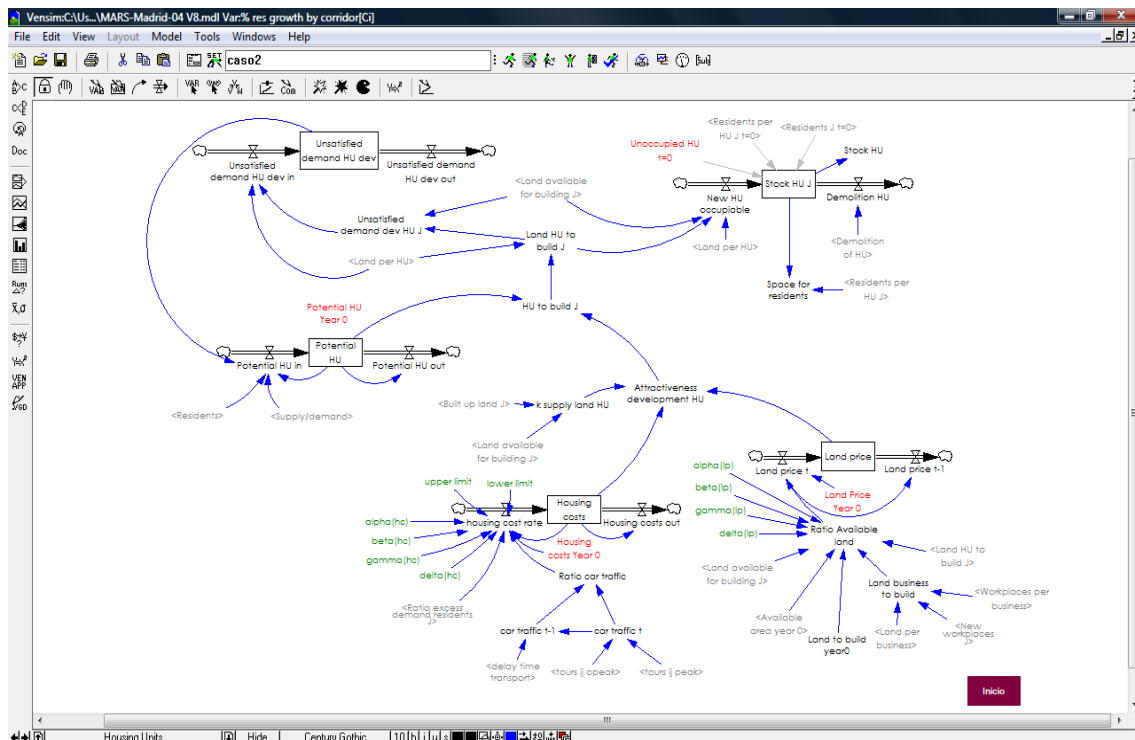 Vensim:C:\Us...\MARS-Madrid-04 V8.mdl Var:% res growth by corridor[Ci]
File Edit View Layout Model Tools Windows Help
SET caso2
Doc
Runs
VEN
APP
Unsatisfied
demand HU dev
Unsatisfied
demand HU dev in
Unsatisfied demand
HU dev out
<Residents per
HU J t=0>
<Residents J t=0>
Unoccupied HU
t=0
Stock HU
Stock HU J
New HU
occupiable
Demolition HU
<Land available
for building J>
Unsatisfied
demand dev HU J
Land HU to
build J
<Land per HU>
<Land per HU>
<Demolition
of HU>
Space for
residents
<Residents per
HU J>
HU to build J
Potential HU
Year 0
Potential
HU
Potential HU in
Potential HU out
<Residents>
<Supply/demand>
Attractiveness
development HU
<Built up land J>
k supply land HU
<Land available
for building J>
Land price
Land price t
Land price t-1
Land Price
Year 0
alpha(lp)
beta(lp)
gamma(lp)
delta(lp)
Ratio Available
land
upper limit
lower limit
Housing
costs
housing cost rate
Housing costs out
alpha(hc)
beta(hc)
gamma(hc)
delta(hc)
Housing
costs Year 0
Ratio car traffic
<Ratio excess
demand residents
J>
car traffic t-1
car traffic t
<delay time
transport>
<tours ij opeak>
<tours ij peak>
<Land available
for building J>
<Land HU to
build J>
Land business
to build
<Workplaces per
business>
<Available
area year 0>
Land to build
year0
<Land per
business>
<New
workplaces
J>
Inicio
Housing Units Hide Century Gothic 10 b i u s